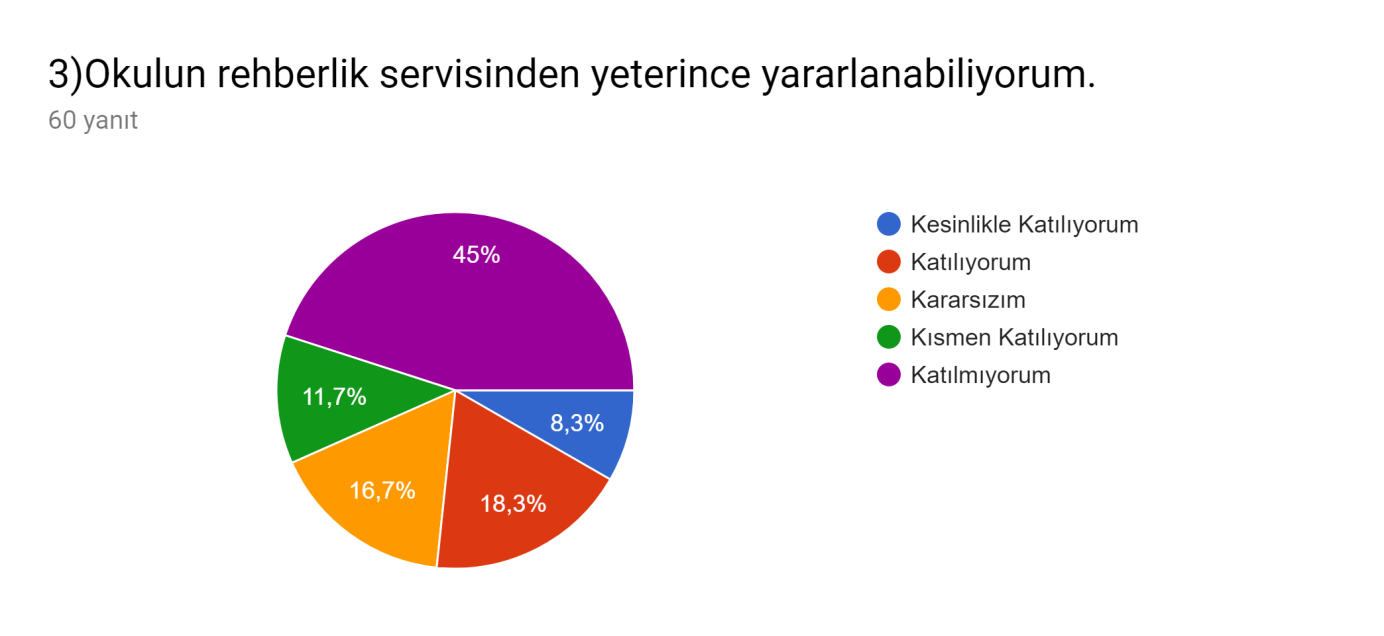 3)Okulun rehberlik servisinden yeterince yararlanabiliyorum.
60 yanıt
45%
11,7%
8,3%
16,7%
18,3%
Kesinlikle Katılıyorum
Katılıyorum
Kararsızım
Kısmen Katılıyorum
Katılmıyorum